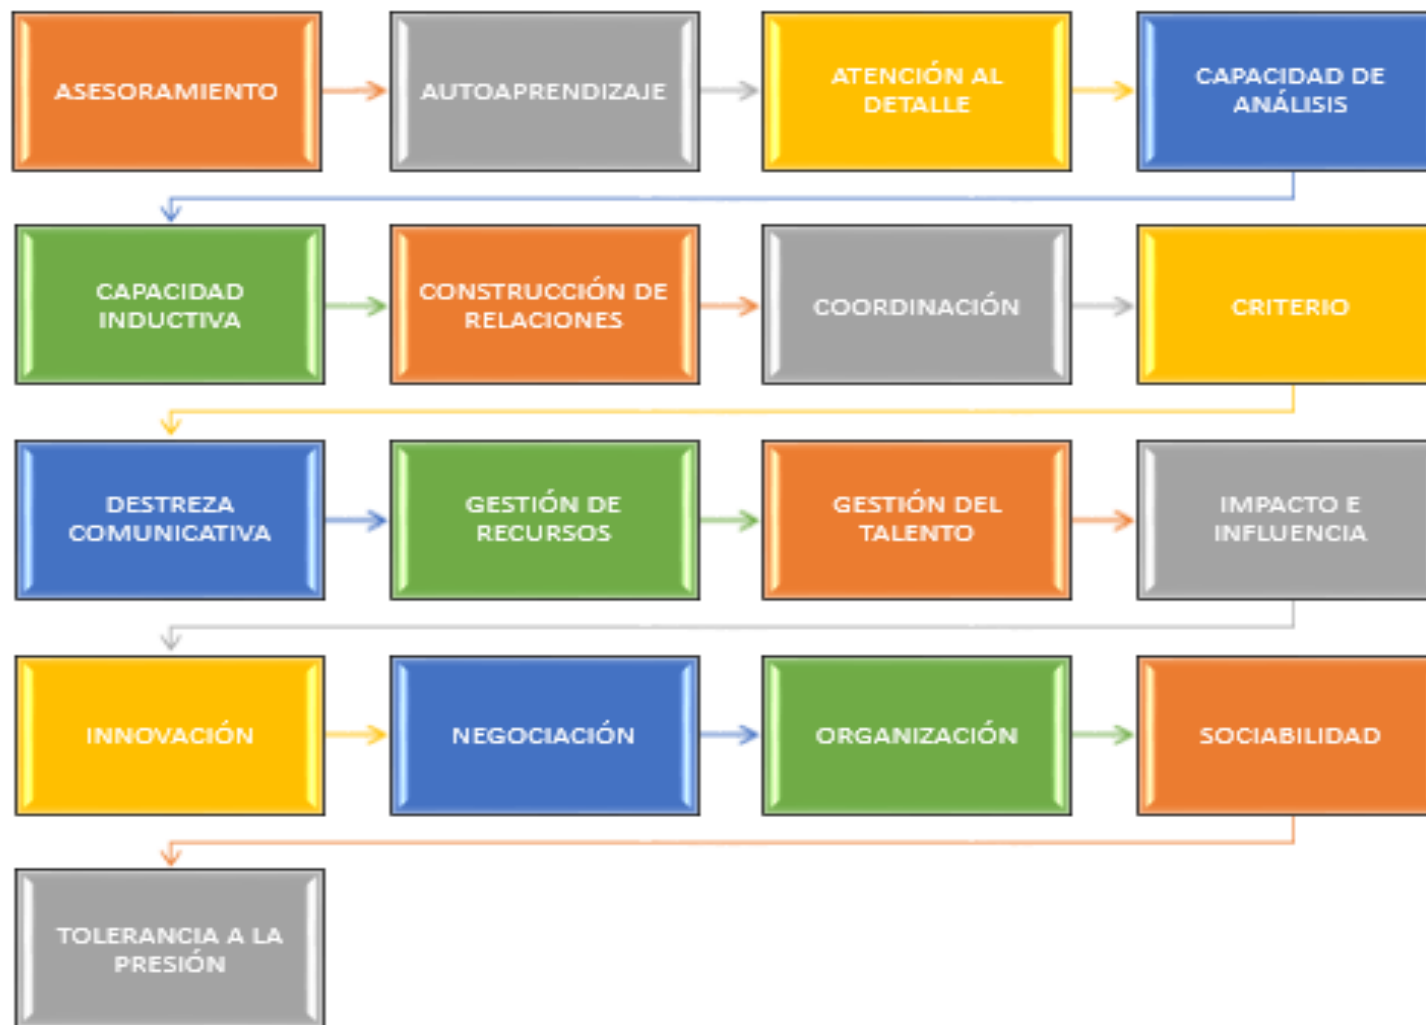 ASESORAMIENTO
AUTOAPRENDIZAJE
ATENCIÓN AL
DETALLE
CAPACIDAD DE
ANÁLISIS
CAPACIDAD
INDUCTIVA
CONSTRUCCIÓN DE
RELACIONES
COORDINACIÓN
CRITERIO
DESTREZA
COMUNICATIVA
GESTIÓN DE
RECURSOS
GESTIÓN DEL
TALENTO
IMPACTO E
INFLUENCIA
INNOVACIÓN
NEGOCIACIÓN
ORGANIZACIÓN
SOCIABILIDAD
TOLERANCIA A LA
PRESIÓN